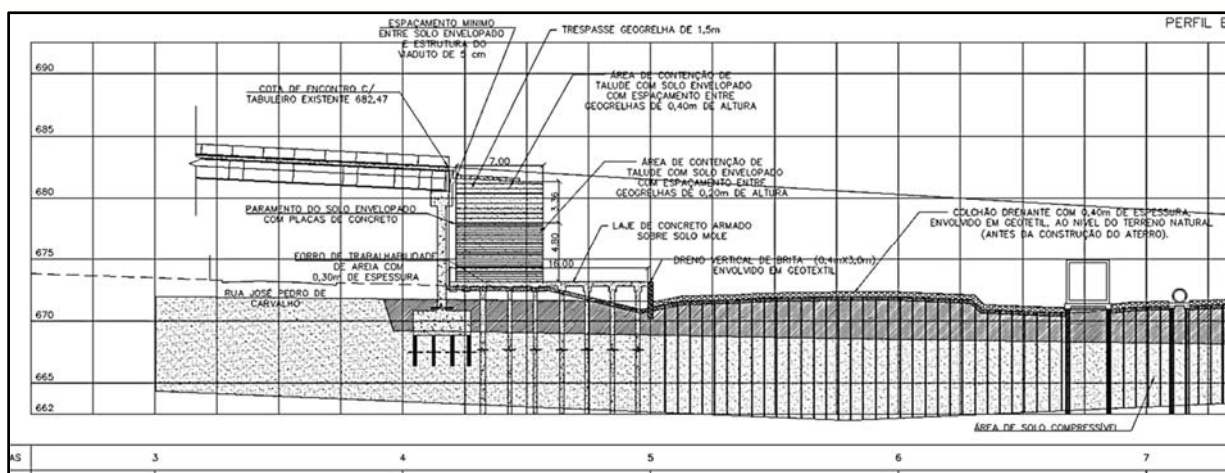 PERFIL E
ESPAÇAMENTO MINIMO
ENTRE SOLO ENVELOPADO
E ESTRUTURA DO
VIADUTO DE 5 cm
TRESPASSE GEOGRELHA DE 1,5m
ÁREA DE CONTENÇÃO DE
TALUDE COM SOLO ENVELOPADO
COM ESPAÇAMENTO ENTRE
GEOGRELHAS DE 0,40m DE ALTURA
COTA DE ENCONTRO C/
TABULEIRO EXISTENTE 682,47
7.00
ÁREA DE CONTENÇÃO DE
TALUDE COM SOLO ENVELOPADO
COM ESPAÇAMENTO ENTRE
GEOGRELHAS DE 0,20m DE ALTURA
3.36
4.80
PARAMENTO DO SOLO ENVELOPADO
COM PLACAS DE CONCRETO
LAJE DE CONCRETO ARMADO
SOBRE SOLO MOLE
COLCHÃO DRENANTE COM 0,40m DE ESPESSURA,
ENVOLVIDO EM GEOTETIL, AO NIVEL DO TERRENO NATURAL
(ANTES DA CONSTRUÇÃO DO ATERRO).
FORRO DE TRABALHABILIDADE
DE AREIA COM
0,30m DE ESPESSURA
16.00
DRENO VERTICAL DE BRITA (0,4mX3,0m)
ENVOLVIDO EM GEOTEXTIL
RUA JOSÉ PEDRO DE
CARVALHO
ÁREA DE SOLO COMPRESSÍVEL
690
685
680
675
670
665
662
AS
3
4
5
6
7